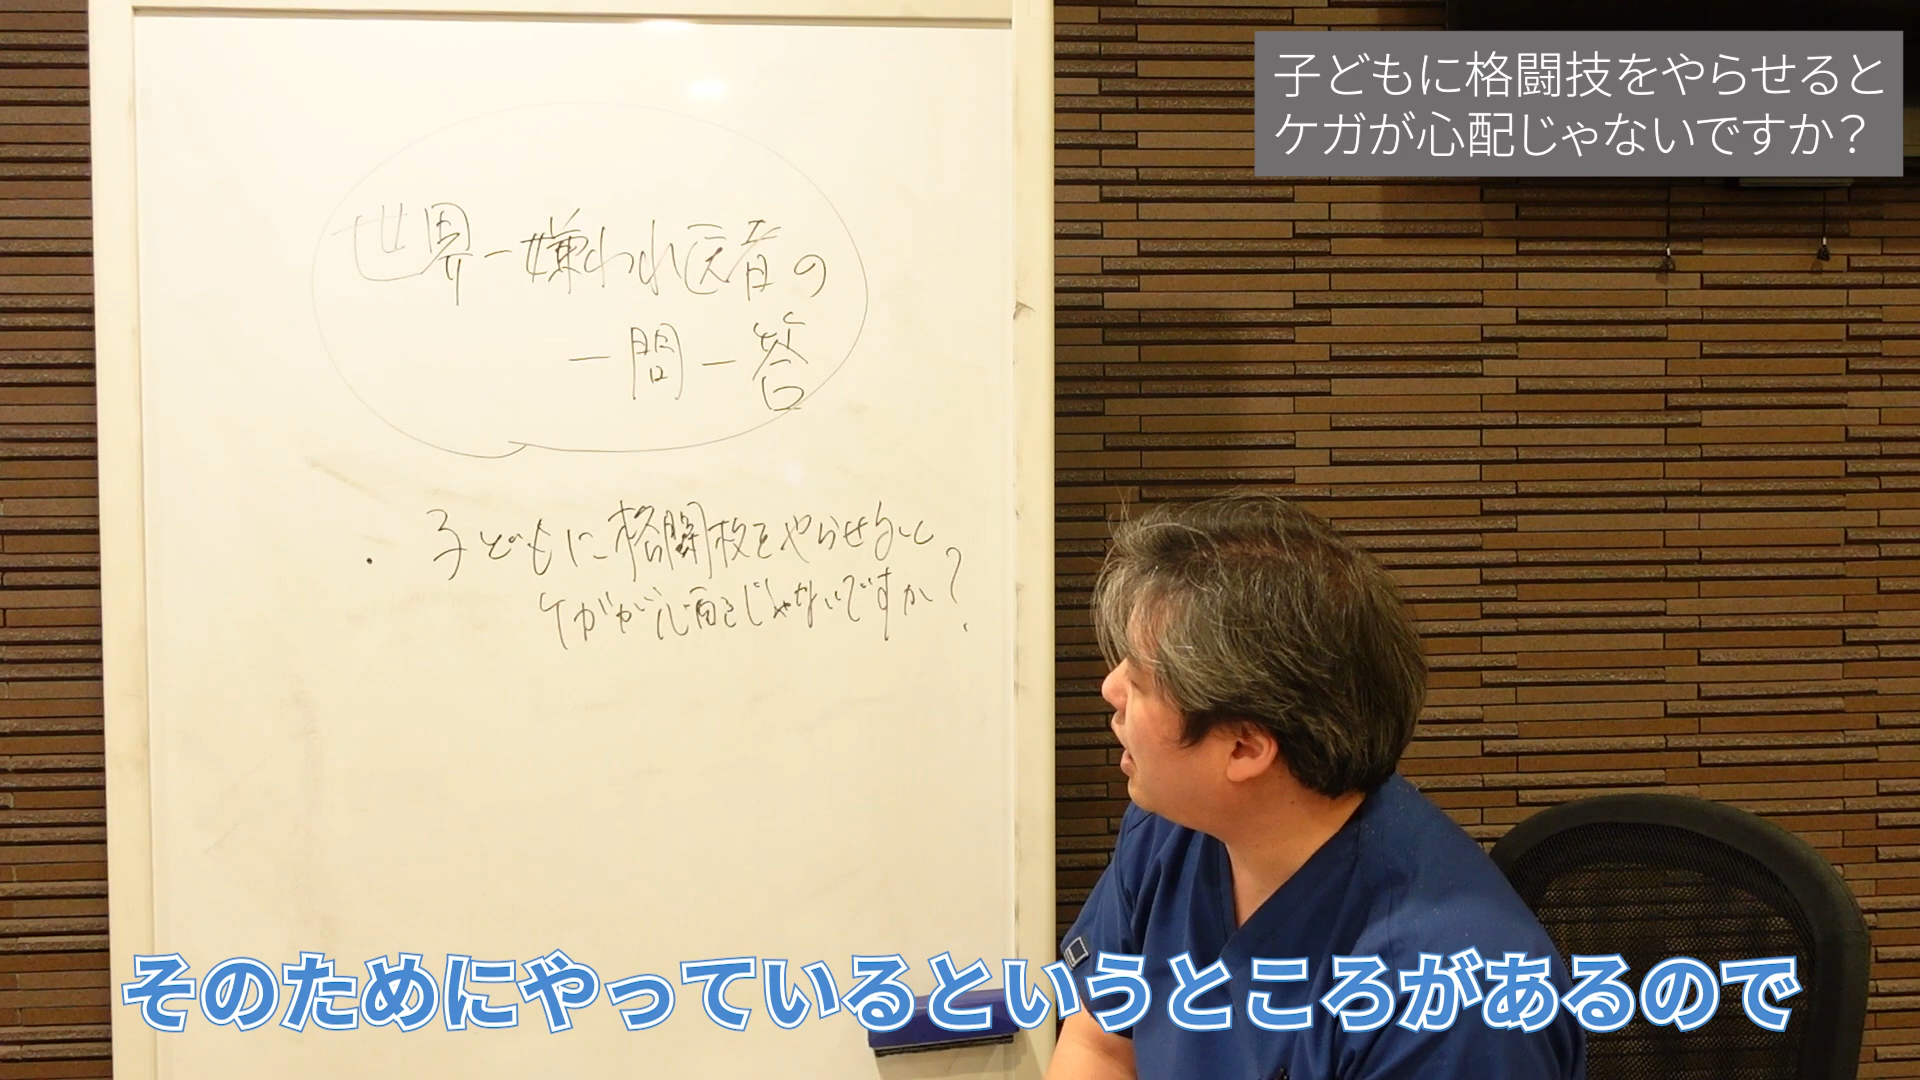 子どもに格闘技をやらせると
ケガが心配じゃないですか?
世界一嫌われ医者の
一問一答
・子どもに格闘技をやらせると
ケガが心配じゃないですか?
そのためにやっているというところがあるので